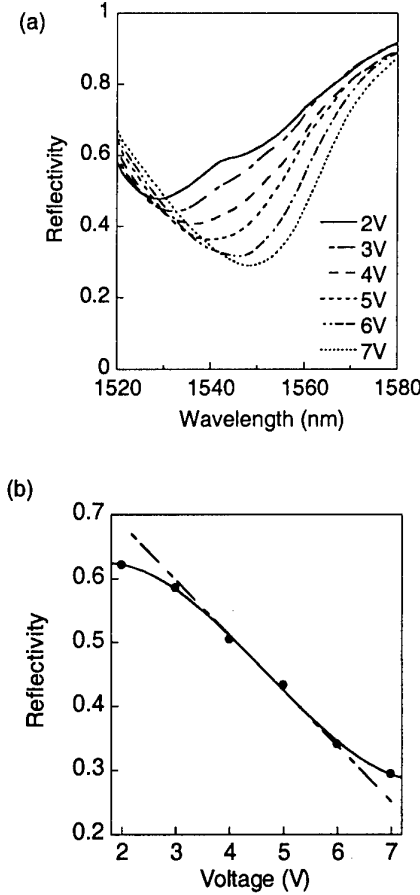 (a)
1
0.8
0.6
0.4
0.2
0
Reflectivity
2V
3V
4V
5V
6V
7V
1520 1540 1560 1580
Wavelength (nm)
(b)
0.7
0.6
0.5
0.4
0.3
0.2
Reflectivity
2 3 4 5 6 7
Voltage (V)